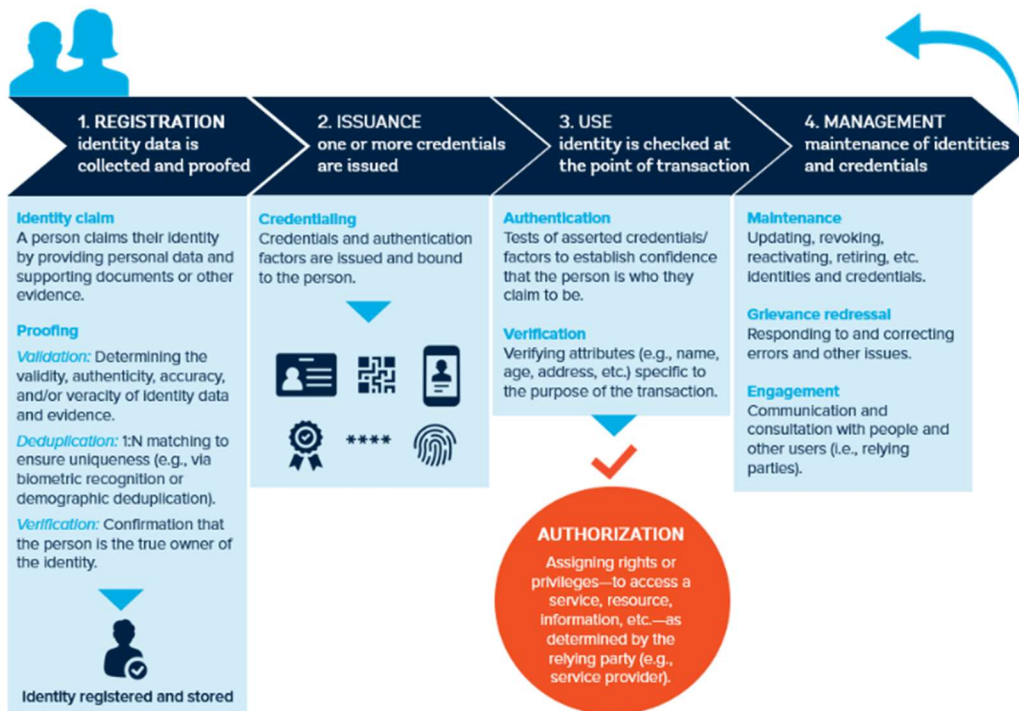 1. REGISTRATION
identity data is
collected and proofed
2. ISSUANCE
one or more credentials
are issued
3. USE
identity is checked at
the point of transaction
4. MANAGEMENT
maintenance of identities
and credentials
Identity claim
A person claims their identity
by providing personal data and
supporting documents or other
evidence.
Proofing
Validation: Determining the
validity, authenticity, accuracy,
and/or veracity of identity data
and evidence.
Deduplication: 1:N matching to
ensure uniqueness (e.g., via
biometric recognition or
demographic deduplication).
Verification: Confirmation that
the person is the true owner of
the identity.
Identity registered and stored
Credentialing
Credentials and authentication
factors are issued and bound
to the person.
****
Authentication
Tests of asserted credentials/
factors to establish confidence
that the person is who they
claim to be.
Verification
Verifying attributes (e.g., name,
age, address, etc.) specific to
the purpose of the transaction.
AUTHORIZATION
Assigning rights or
privileges—to access a
service, resource,
information, etc.—as
determined by the
relying party (e.g.,
service provider).
Maintenance
Updating, revoking,
reactivating, retiring, etc.
identities and credentials.
Grievance redressal
Responding to and correcting
errors and other issues.
Engagement
Communication and
consultation with people and
other users (i.e., relying
parties).